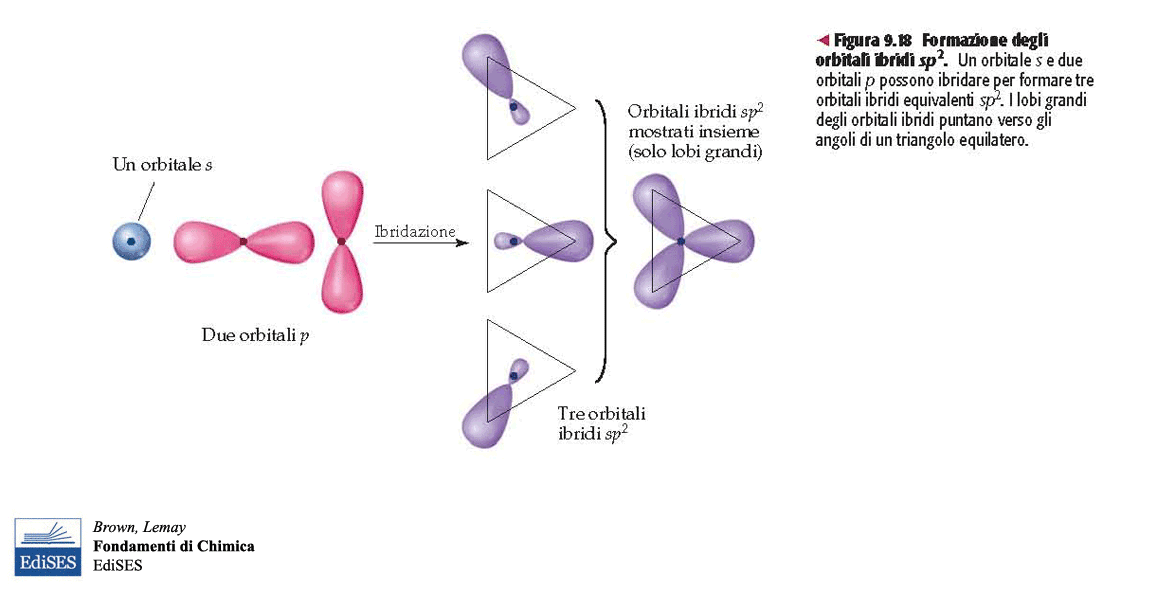 ◄ Figura 9.18 Formazione degli
orbitali ibridi sp². Un orbitale s e due
orbitali p possono ibridare per formare tre
orbitali ibridi equivalenti sp². I lobi grandi
degli orbitali ibridi puntano verso gli
angoli di un triangolo equilatero.
Un orbitale s
Due orbitali p
Ibridazione
Orbitali ibridi sp²
mostrati insieme
(solo lobi grandi)
Tre orbitali
ibridi sp²
EdiSES
Brown, Lemay
Fondamenti di Chimica
EdiSES